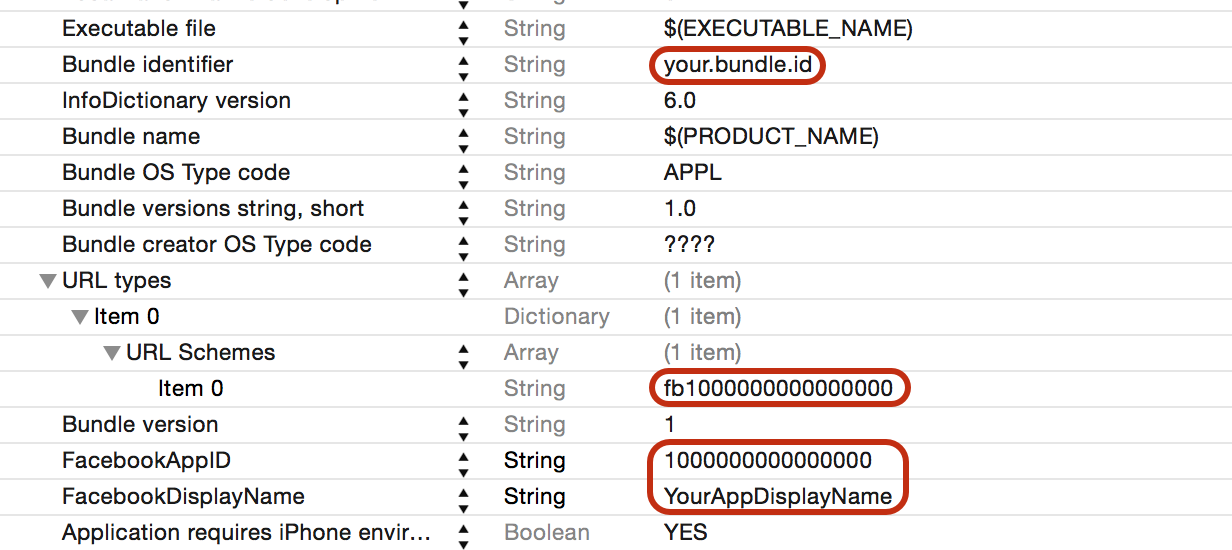 Executable file String $(EXECUTABLE_NAME)
Bundle identifier String your.bundle.id
InfoDictionary version String 6.0
Bundle name String $(PRODUCT_NAME)
Bundle OS Type code String APPL
Bundle versions string, short String 1.0
Bundle creator OS Type code String ????
URL types Array (1 item)
Item 0 Dictionary (1 item)
URL Schemes Array (1 item)
Item 0 String fb1000000000000000
Bundle version String 1
FacebookAppID String 1000000000000000
FacebookDisplayName String YourAppDisplayName
Application requires iPhone envir... Boolean YES